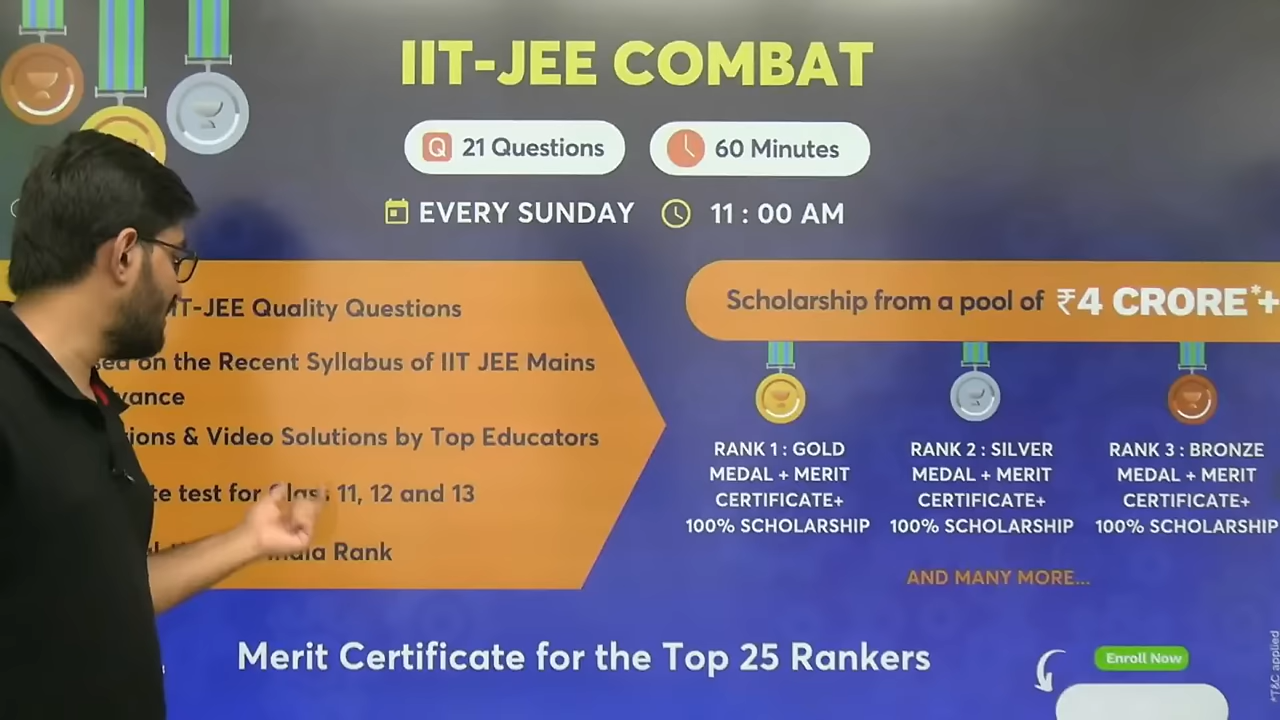 IIT-JEE COMBAT
Q 21 Questions
60 Minutes
EVERY SUNDAY 11 : 00 AM
IIT-JEE Quality Questions
on the Recent Syllabus of IIT JEE Mains
& Video Solutions by Top Educators
test for Class 11, 12 and 13
India Rank
Scholarship from a pool of ₹4 CRORE*+
RANK 1 : GOLD
MEDAL + MERIT
CERTIFICATE+
100% SCHOLARSHIP
RANK 2 : SILVER
MEDAL + MERIT
CERTIFICATE+
100% SCHOLARSHIP
RANK 3 : BRONZE
MEDAL + MERIT
CERTIFICATE+
100% SCHOLARSHIP
AND MANY MORE...
Merit Certificate for the Top 25 Rankers
Enroll Now
*T&C applied